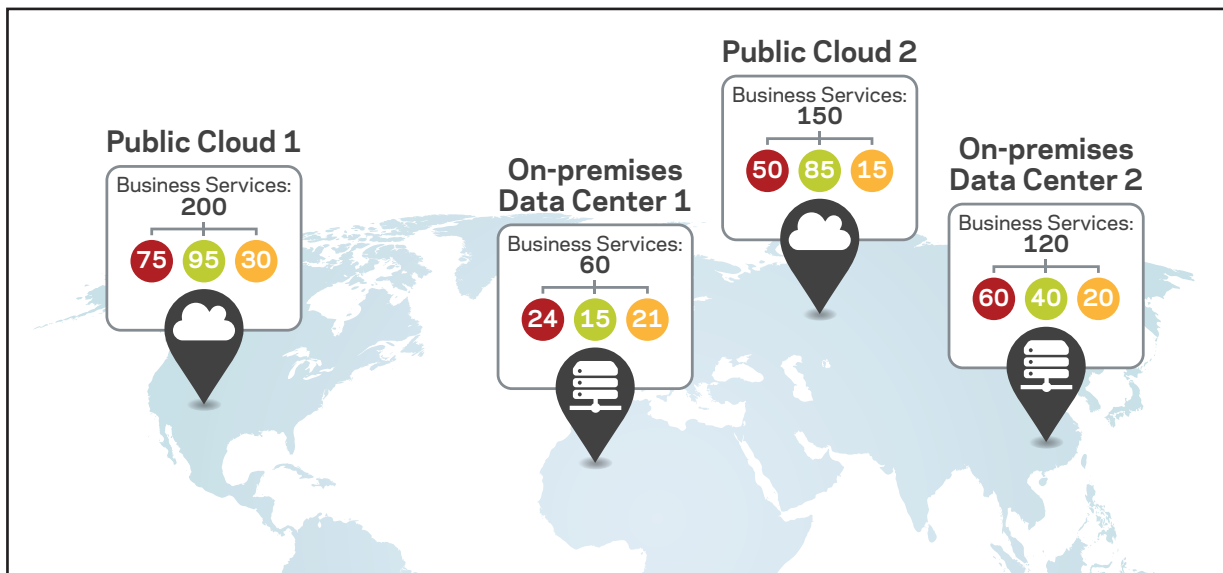 Public Cloud 1
Business Services:
200
75 95 30
On-premises
Data Center 1
Business Services:
60
24 15 21
Public Cloud 2
Business Services:
150
50 85 15
On-premises
Data Center 2
Business Services:
120
60 40 20